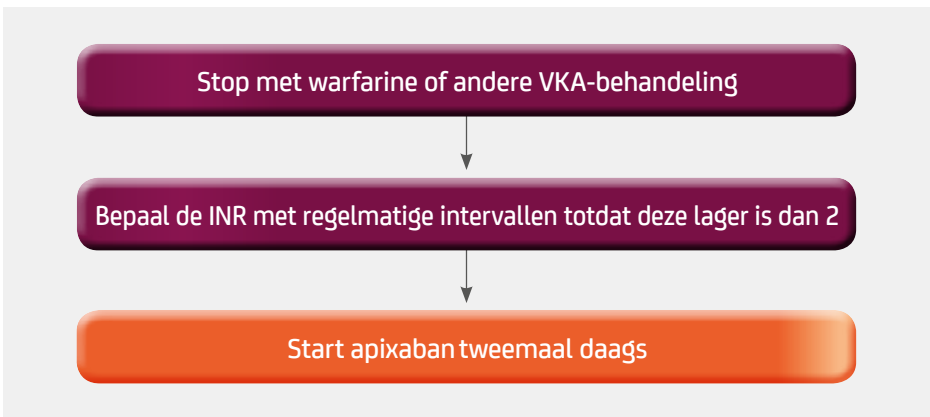 Stop met warfarine of andere VKA-behandeling
Bepaal de INR met regelmatige intervallen totdat deze lager is dan 2
Start apixaban tweemaal daags